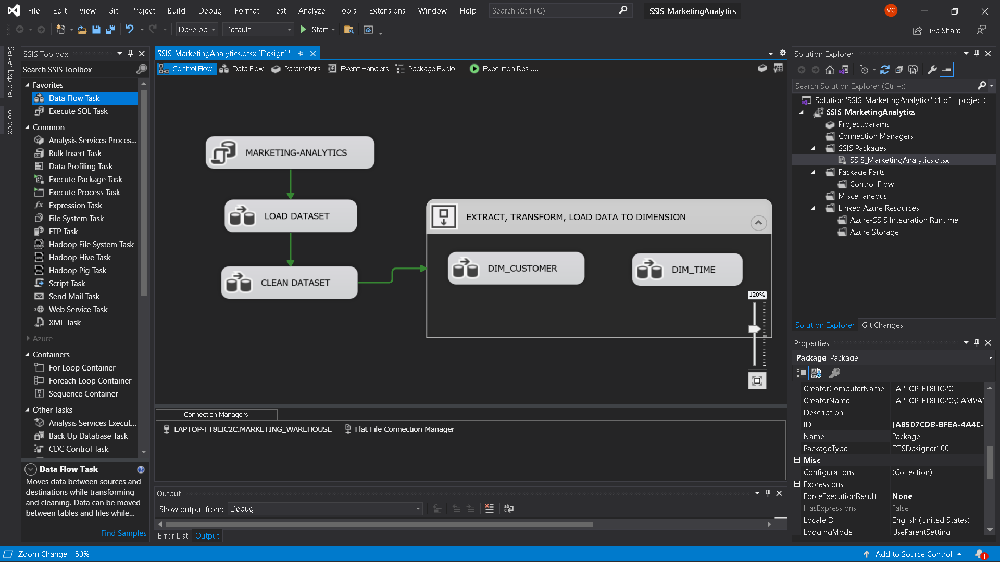 File Edit View Git Project Build Debug Format Test Analyze Tools Extensions Window Help Search (Ctrl+Q) SSIS_MarketingAnalytics VC
Develop Default Start Live Share
Server Explorer
Toolbox
SSIS Toolbox
Search SSIS Toolbox
Favorites
Data Flow Task
Execute SQL Task
Common
Analysis Services Proces...
Bulk Insert Task
Data Profiling Task
Execute Package Task
Execute Process Task
Expression Task
File System Task
FTP Task
Hadoop File System Task
Hadoop Hive Task
Hadoop Pig Task
Script Task
Send Mail Task
Web Service Task
XML Task
Azure
Containers
For Loop Container
Foreach Loop Container
Sequence Container
Other Tasks
Analysis Services Execut...
Back Up Database Task
CDC Control Task
Data Flow Task
Moves data between sources and
destinations while transforming
and cleaning. Data can be moved
between tables and files while...
Find Samples
SSIS_MarketingAnalytics.dtsx [Design]*
Control Flow Data Flow Parameters Event Handlers Package Explo... Execution Resu...
MARKETING-ANALYTICS
LOAD DATASET
CLEAN DATASET
EXTRACT, TRANSFORM, LOAD DATA TO DIMENSION
DIM_CUSTOMER
DIM_TIME
120%
Connection Managers
LAPTOP-FT8LIC2C.MARKETING_WAREHOUSE Flat File Connection Manager
Output
Show output from: Debug
Error List Output
Solution Explorer
Search Solution Explorer (Ctrl+;)
Solution 'SSIS_MarketingAnalytics' (1 of 1 project)
SSIS_MarketingAnalytics
Project.params
Connection Managers
SSIS Packages
SSIS_MarketingAnalytics.dtsx
Package Parts
Control Flow
Miscellaneous
Linked Azure Resources
Azure-SSIS Integration Runtime
Azure Storage
Solution Explorer Git Changes
Properties
Package Package
CreatorComputerName LAPTOP-FT8LIC2C
CreatorName LAPTOP-FT8LIC2C\CAMVAN
Description
ID {A8507CDB-BFEA-4A4C-
Name Package
PackageType DTSDesigner100
Misc
Configurations (Collection)
Expressions
ForceExecutionResult None
HasExpressions False
LocaleID English (United States)
LoggingMode UseParentSetting
Zoom Change: 150% Add to Source Control 1